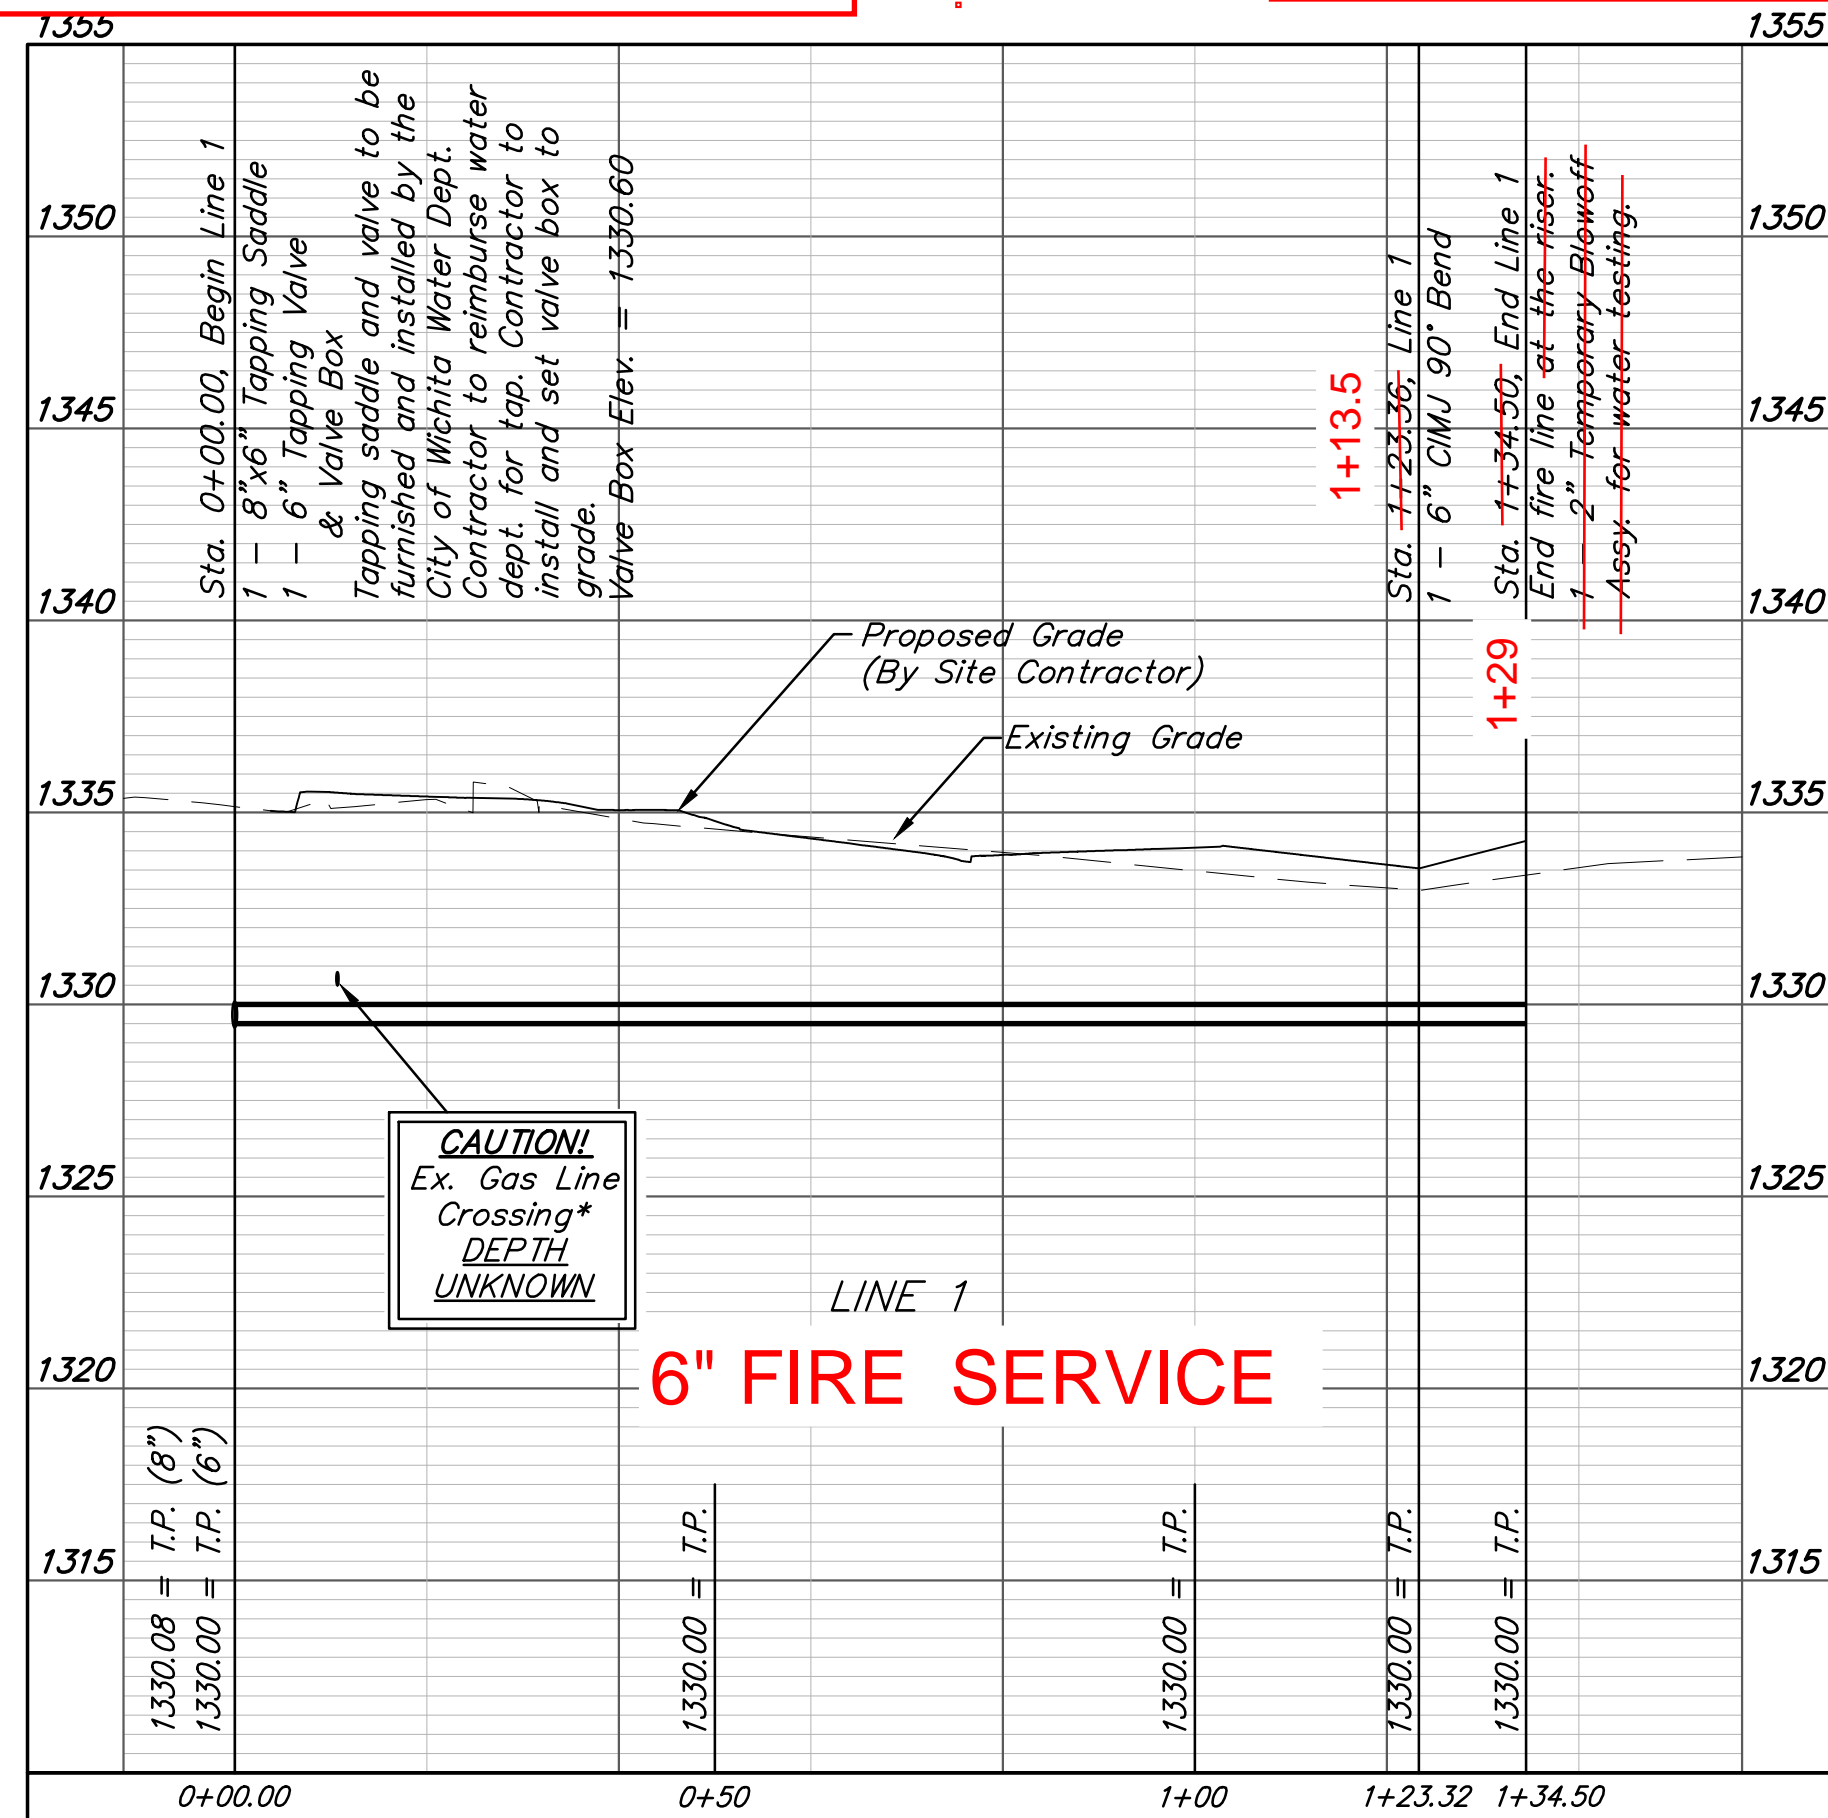 1355
1355
1350
1350
1345
1345
1340
1340
1335
1335
1330
1330
1325
1325
1320
1320
1315
1315
Sta. 0+00.00, Begin Line 1
1 - 8"x6" Tapping Saddle
1 - 6" Tapping Valve
& Valve Box
Tapping saddle and valve to be
furnished and installed by the
City of Wichita Water Dept.
Contractor to reimburse water
dept. for tap. Contractor to
install and set valve box to
grade.
Valve Box Elev. = 1330.60
1+13.5
Sta. 1+23.36, Line 1
1 - 6" CIMJ 90° Bend
Sta. 1+34.50, End Line 1
End fire line at the riser.
1 - 2" Temporary Blowoff
Assy. for water testing.
1+29
Proposed Grade
(By Site Contractor)
Existing Grade
CAUTION!
Ex. Gas Line
Crossing*
DEPTH
UNKNOWN
LINE 1
6" FIRE SERVICE
1330.08 = T.P. (8")
1330.00 = T.P. (6")
1330.00 = T.P.
1330.00 = T.P.
1330.00 = T.P.
1330.00 = T.P.
0+00.00
0+50
1+00
1+23.32
1+34.50